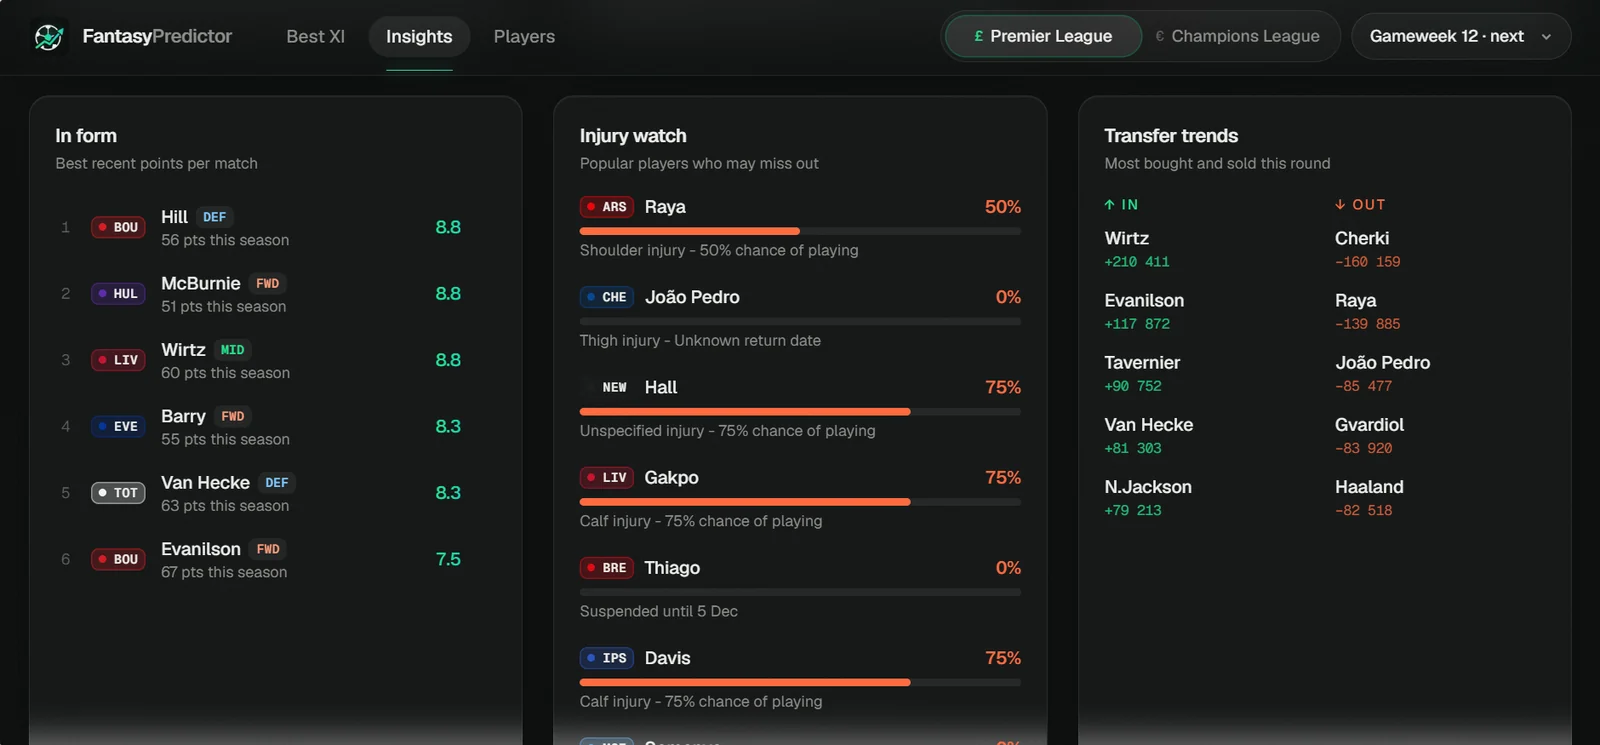 FantasyPredictor
Best XI
Insights
Players
£ Premier League
€ Champions League
Gameweek 12 · next
In form
Best recent points per match
1 BOU Hill DEF 8.8
56 pts this season
2 HUL McBurnie FWD 8.8
51 pts this season
3 LIV Wirtz MID 8.8
60 pts this season
4 EVE Barry FWD 8.3
55 pts this season
5 TOT Van Hecke DEF 8.3
63 pts this season
6 BOU Evanilson FWD 7.5
67 pts this season
Injury watch
Popular players who may miss out
ARS Raya 50%
Shoulder injury - 50% chance of playing
CHE João Pedro 0%
Thigh injury - Unknown return date
NEW Hall 75%
Unspecified injury - 75% chance of playing
LIV Gakpo 75%
Calf injury - 75% chance of playing
BRE Thiago 0%
Suspended until 5 Dec
IPS Davis 75%
Calf injury - 75% chance of playing
Transfer trends
Most bought and sold this round
↑ IN
Wirtz
+210 411
Evanilson
+117 872
Tavernier
+90 752
Van Hecke
+81 303
N.Jackson
+79 213
↓ OUT
Cherki
−160 159
Raya
−139 885
João Pedro
−85 477
Gvardiol
−83 920
Haaland
−82 518